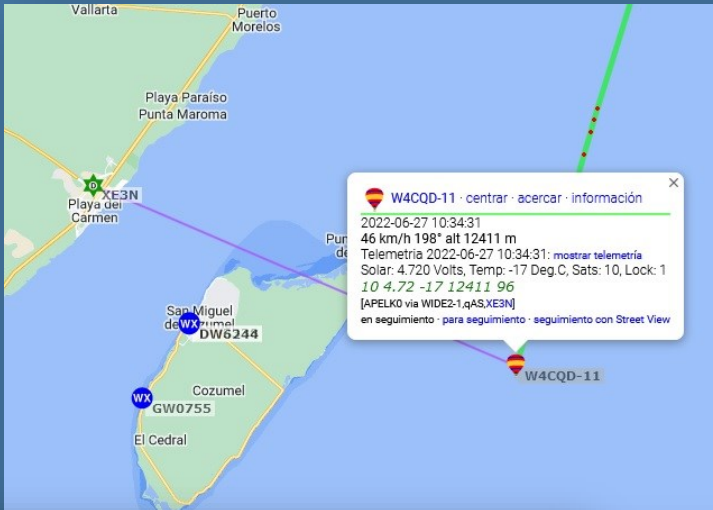 Vallarta
Puerto
Morelos
Playa Paraíso
Punta Maroma
D
XE3N
Playa del
Carmen
W4CQD-11 · centrar · acercar · información
2022-06-27 10:34:31
46 km/h 198° alt 12411 m
Telemetria 2022-06-27 10:34:31: mostrar telemetría
Solar: 4.720 Volts, Temp: -17 Deg.C, Sats: 10, Lock: 1
10 4.72 -17 12411 96
[APELK0 via WIDE2-1,qAS,XE3N]
en seguimiento · para seguimiento · seguimiento con Street View
San Miguel
WX
DW6244
W4CQD-11
Cozumel
WX
GW0755
El Cedral